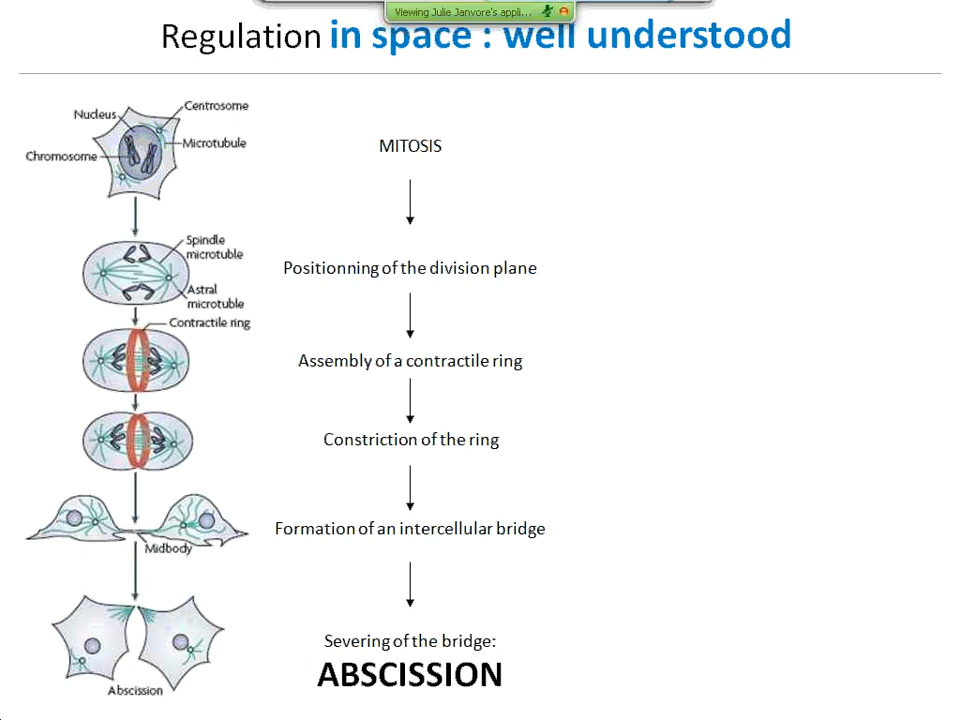 Viewing Julie Janvore's appli...
Regulation in space : well understood
Nucleus
Centrosome
Microtubule
Chromosome
MITOSIS
Spindle
microtuble
Astral
microtuble
Positionning of the division plane
Contractile ring
Assembly of a contractile ring
Constriction of the ring
Formation of an intercellular bridge
Midbody
Severing of the bridge:
ABSCISSION
Abscission